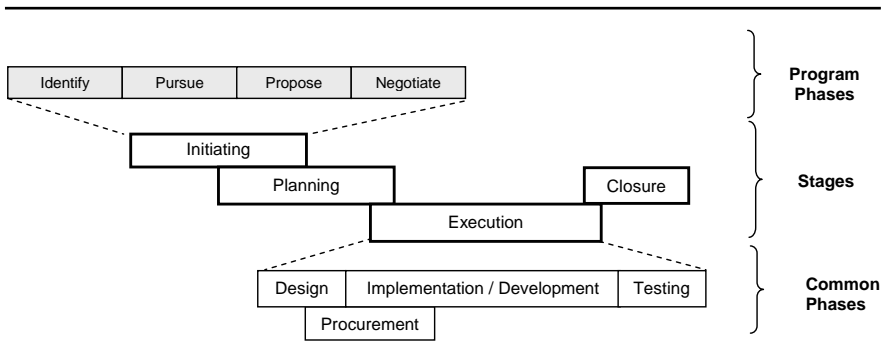 Identify Pursue Propose Negotiate
Program
Phases
Initiating
Planning
Closure
Stages
Execution
Design Implementation / Development Testing
Procurement
Common
Phases